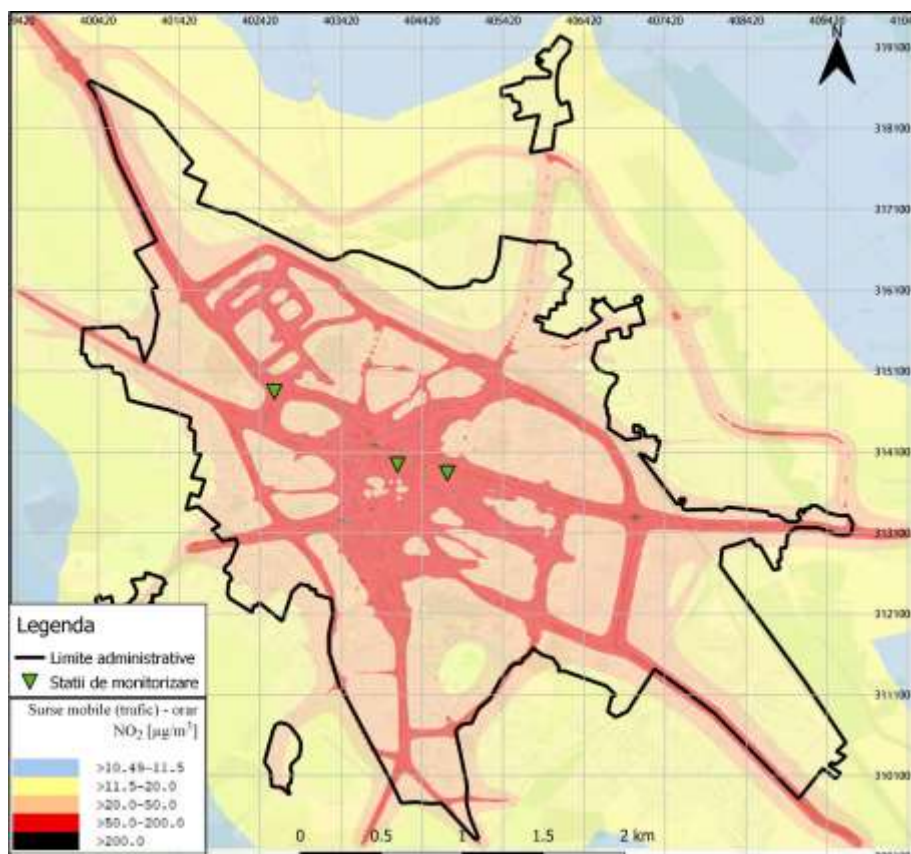 400420 401420 402420 403420 404420 405420 406420 407420 408420 409420
N
319100
318100
317100
316100
315100
314100
313100
312100
311100
310100
Legenda
Limite administrative
Statii de monitorizare
Surse mobile (trafic) - orar
NO₂ [µg/m³]
>10.49-11.5
>11.5-20.0
>20.0-50.0
>50.0-200.0
>200.0
0 0.5 1 1.5 2 km